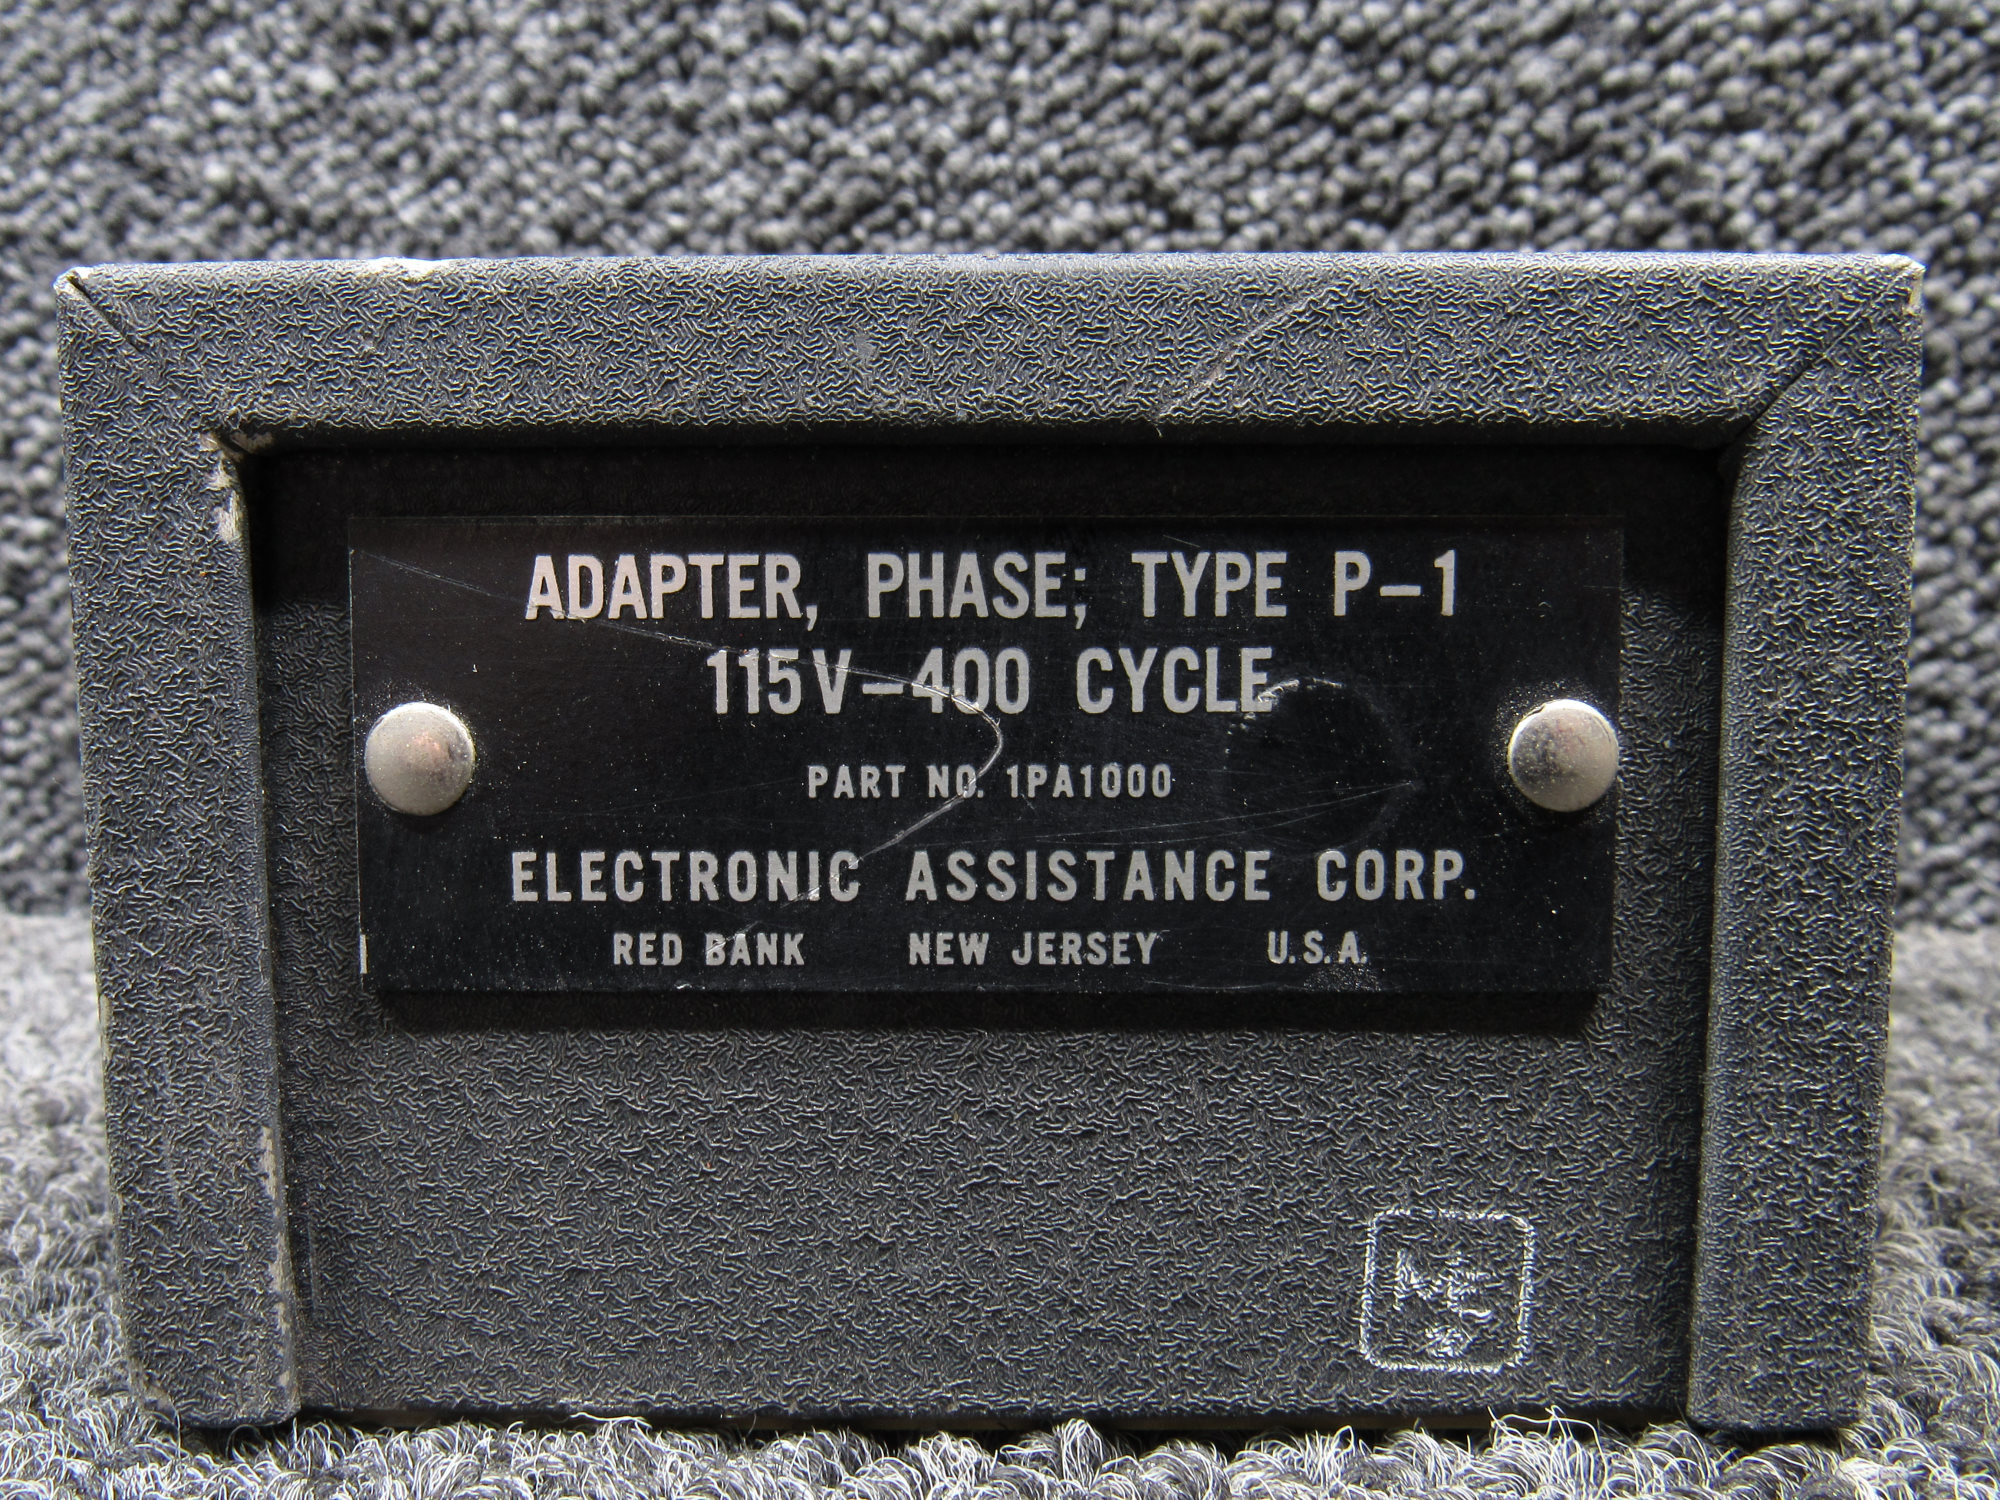 ADAPTER, PHASE; TYPE P-1
115V-400 CYCLE
PART NO. 1PA1000
ELECTRONIC ASSISTANCE CORP.
RED BANK NEW JERSEY U.S.A.